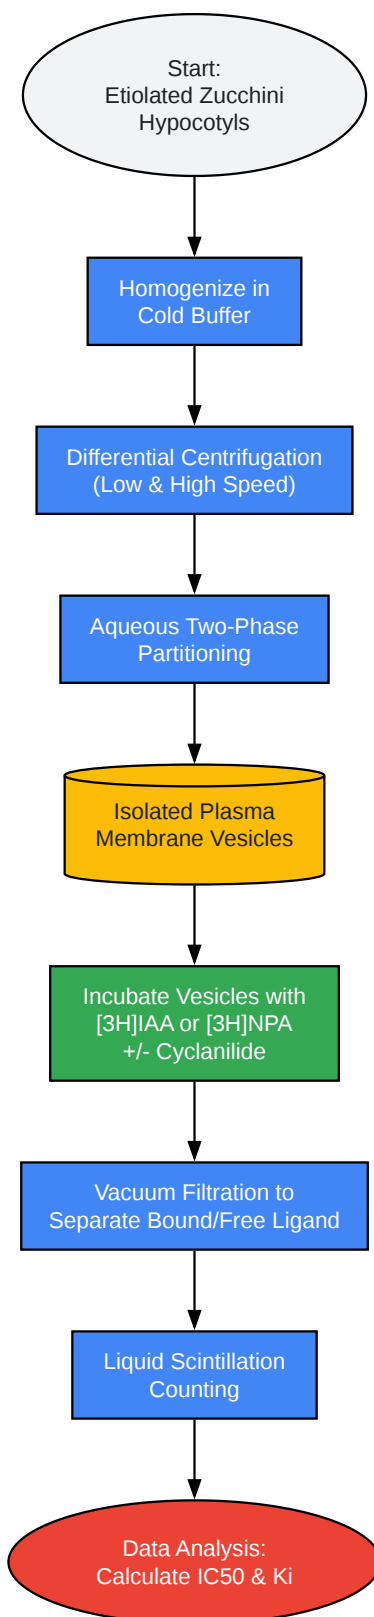 Start:
Etiolated Zucchini
Hypocotyls
Homogenize in
Cold Buffer
Differential Centrifugation
(Low & High Speed)
Aqueous Two-Phase
Partitioning
Isolated Plasma
Membrane Vesicles
Incubate Vesicles with
[3H]IAA or [3H]NPA
+/- Cyclanilide
Vacuum Filtration to
Separate Bound/Free Ligand
Liquid Scintillation
Counting
Data Analysis:
Calculate IC50 & Ki